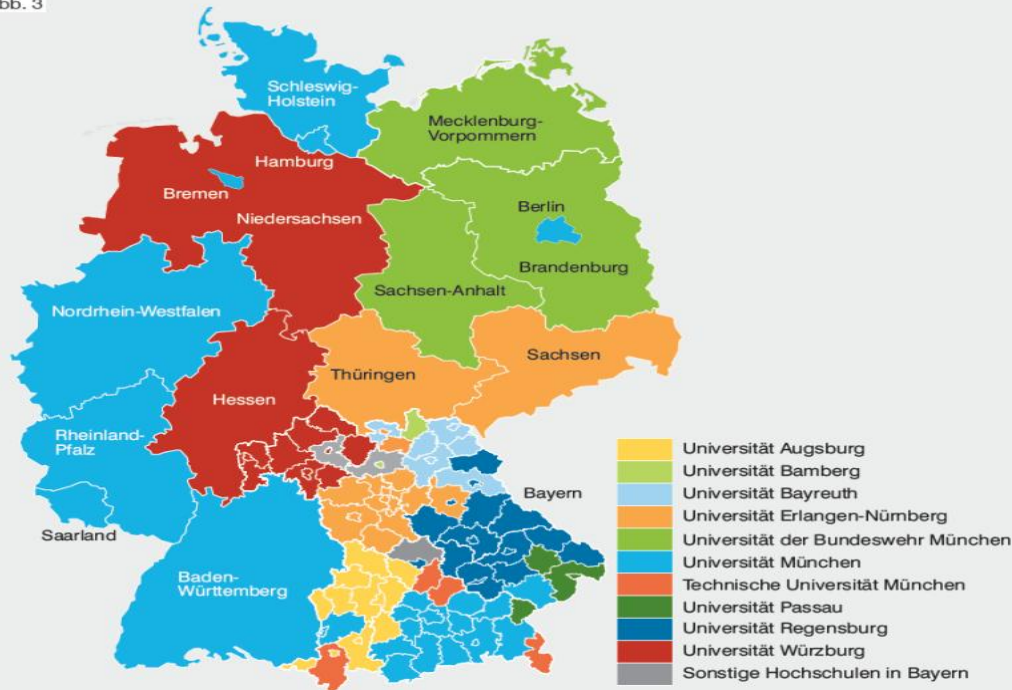 bb. 3
Schleswig-
Holstein
Mecklenburg-
Vorpommern
Hamburg
Bremen
Niedersachsen
Berlin
Brandenburg
Sachsen-Anhalt
Nordrhein-Westfalen
Sachsen
Thüringen
Hessen
Rheinland-
Pfalz
Saarland
Bayern
Baden-
Württemberg
Universität Augsburg
Universität Bamberg
Universität Bayreuth
Universität Erlangen-Nürnberg
Universität der Bundeswehr München
Universität München
Technische Universität München
Universität Passau
Universität Regensburg
Universität Würzburg
Sonstige Hochschulen in Bayern